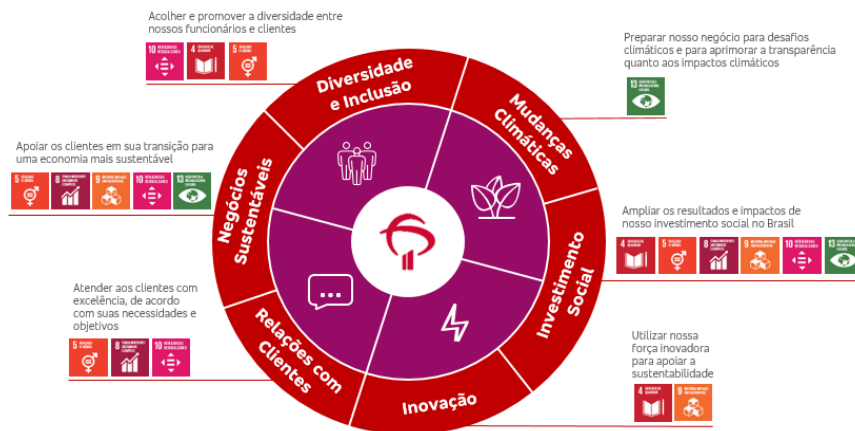 Acolher e promover a diversidade entre
nossos funcionários e clientes
10
4
5
Preparar nosso negócio para desafios
climáticos e para aprimorar a transparência
quanto aos impactos climáticos
13
Diversidade
e Inclusão
Mudanças
Climáticas
Apoiar os clientes em sua transição para
uma economia mais sustentável
5
8
9
10
13
Negócios
Sustentáveis
Ampliar os resultados e impactos de
nosso investimento social no Brasil
4
5
8
9
10
13
Investimento
Social
Atender aos clientes com
excelência, de acordo
com suas necessidades e
objetivos
5
8
10
Relações com
Clientes
Inovação
Utilizar nossa
força inovadora
para apoiar a
sustentabilidade
4
9